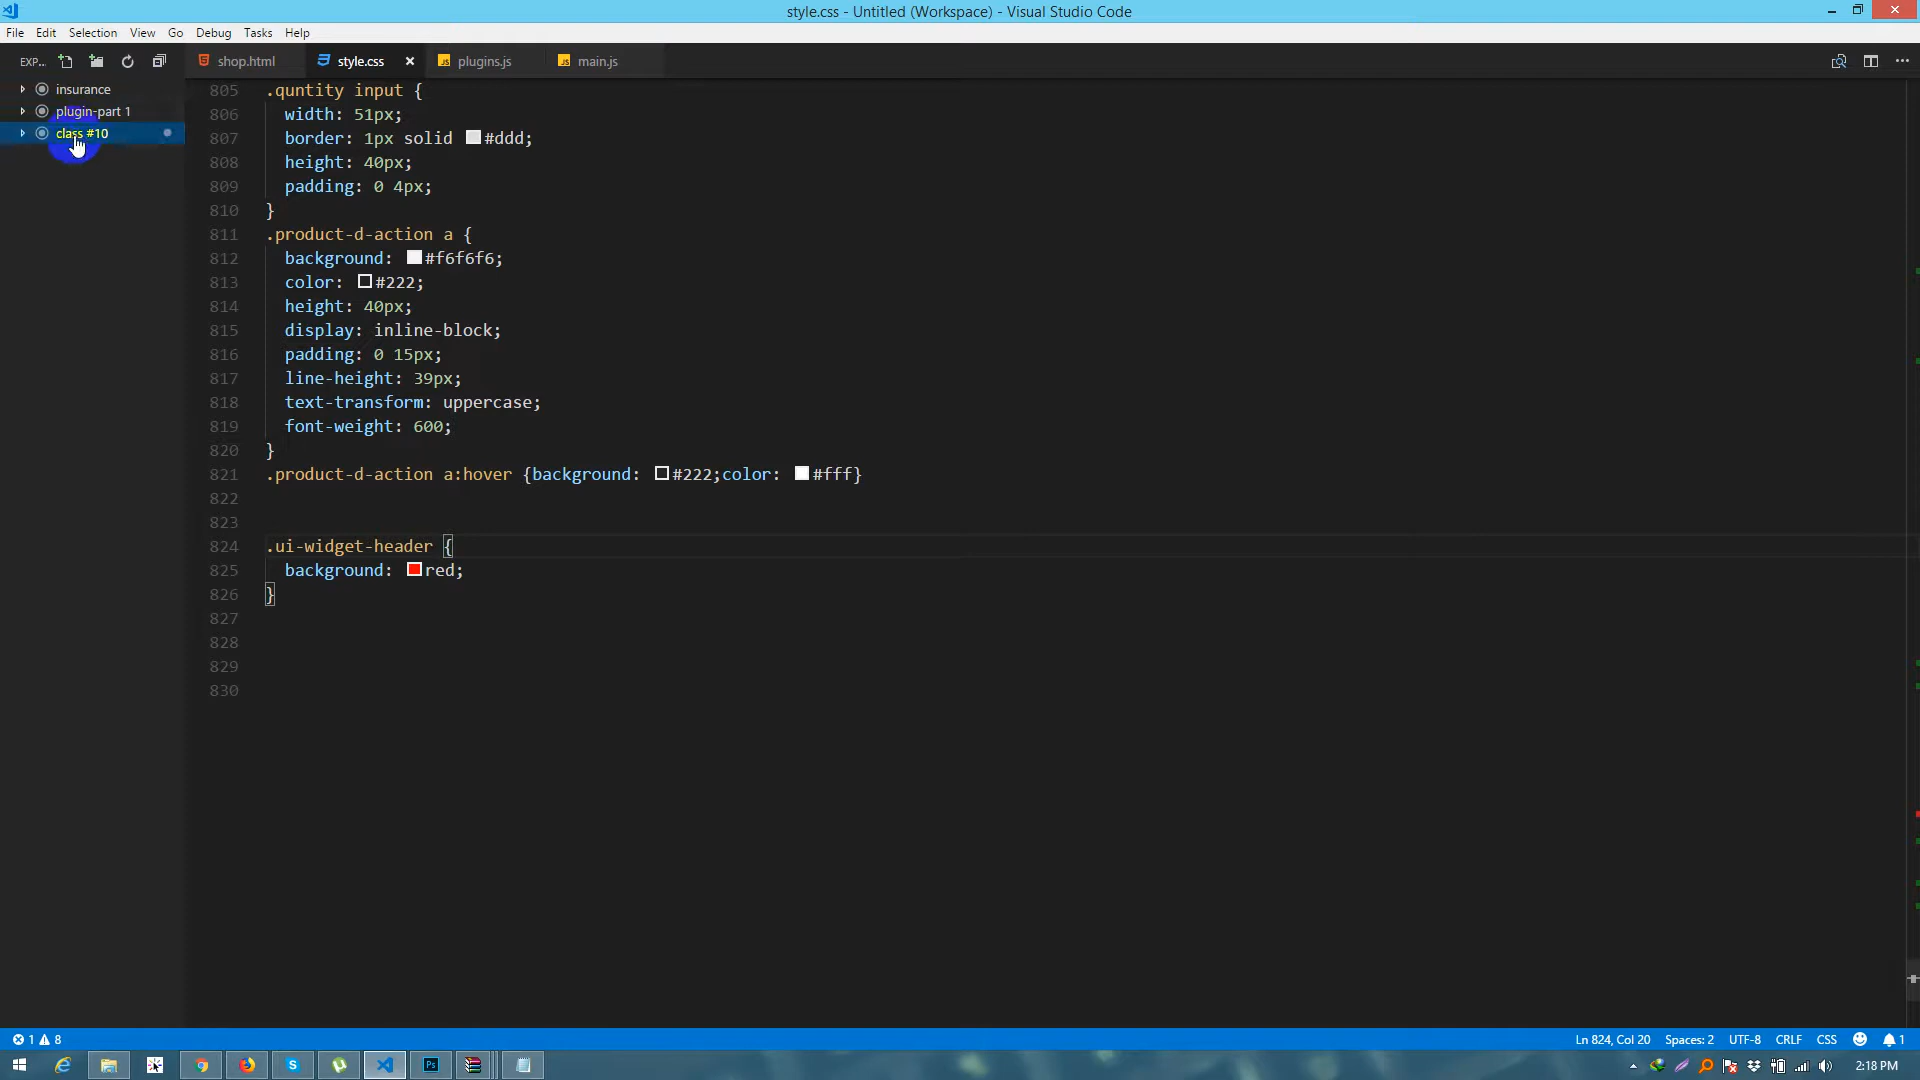 style.css - Untitled (Workspace) - Visual Studio Code
File Edit Selection View Go Debug Tasks Help
EXP... shop.html style.css plugins.js main.js
insurance
plugin-part 1
class #10
805 .quntity input {
806 width: 51px;
807 border: 1px solid #ddd;
808 height: 40px;
809 padding: 0 4px;
810 }
811 .product-d-action a {
812 background: #f6f6f6;
813 color: #222;
814 height: 40px;
815 display: inline-block;
816 padding: 0 15px;
817 line-height: 39px;
818 text-transform: uppercase;
819 font-weight: 600;
820 }
821 .product-d-action a:hover {background: #222;color: #fff}
822
823
824 .ui-widget-header {
825 background: red;
826 }
827
828
829
830
1 8 Ln 824, Col 20 Spaces: 2 UTF-8 CRLF CSS 1
2:18 PM